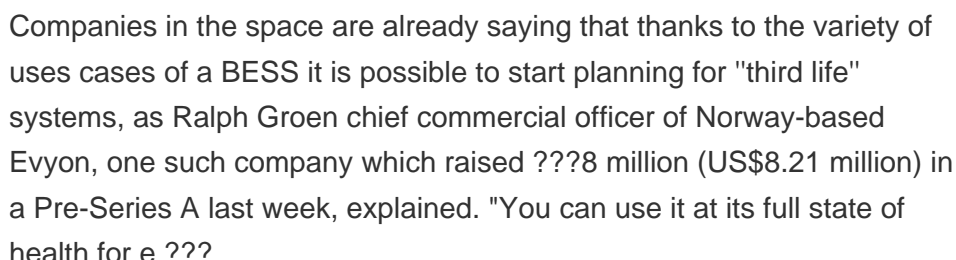 Companies in the space are already saying that thanks to the variety of
uses cases of a BESS it is possible to start planning for "third life"
systems, as Ralph Groen chief commercial officer of Norway-based
Evyon, one such company which raised ???8 million (US$8.21 million) in
a Pre-Series A last week, explained. "You can use it at its full state of
health for e ???